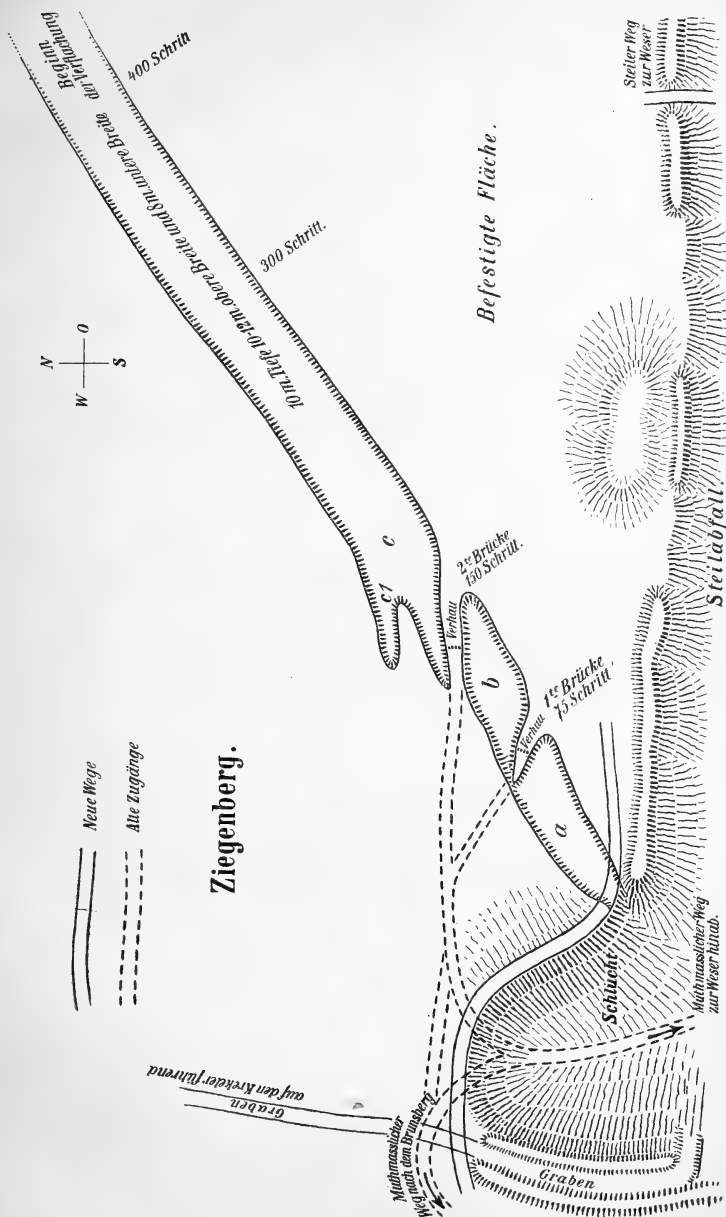 Beginn
der Verflachung
400 Schritt
10 m. Tiefe 10-12 m. obere Breite und 8 m. untere Breite
300 Schritt.
N
W
O
S
Steiler Weg
zur Weser
Befestigte Fläche.
c
c1
2te Brücke
150 Schritt.
Verhau
b
1te Brücke
75 Schritt.
Verhau
a
Steilabfall.
Neue Wege
Alte Zugänge
Ziegenberg.
Schlucht
Muthmasslicher Weg
zur Weser hinab.
Graben
auf den Krekeler führend
Muthmasslicher
Weg nach dem Brunsberg
Graben